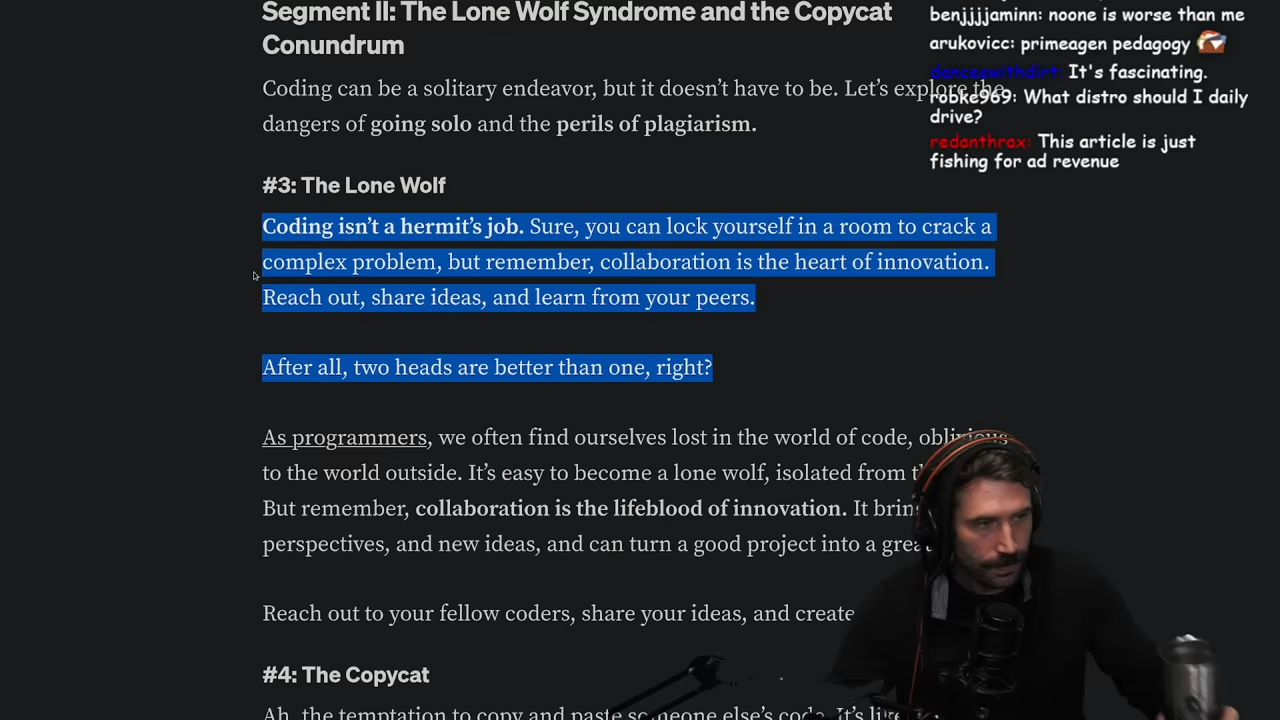 Segment II: The Lone Wolf Syndrome and the Copycat
Conundrum
Coding can be a solitary endeavor, but it doesn’t have to be. Let’s explore the
dangers of going solo and the perils of plagiarism.
#3: The Lone Wolf
Coding isn’t a hermit’s job. Sure, you can lock yourself in a room to crack a
complex problem, but remember, collaboration is the heart of innovation.
Reach out, share ideas, and learn from your peers.
After all, two heads are better than one, right?
As programmers, we often find ourselves lost in the world of code, oblivious
to the world outside. It’s easy to become a lone wolf, isolated from
But remember, collaboration is the lifeblood of innovation. It
perspectives, and new ideas, and can turn a good project into a
Reach out to your fellow coders, share your ideas, and create
#4: The Copycat
Ah, the temptation to copy and paste someone else’s code. It’s
benjjjjaminn: noone is worse than me
arukovicc: primeagen pedagogy
danceswithdirt: It's fascinating.
robke969: What distro should I daily
drive?
redanthrax: This article is just
fishing for ad revenue